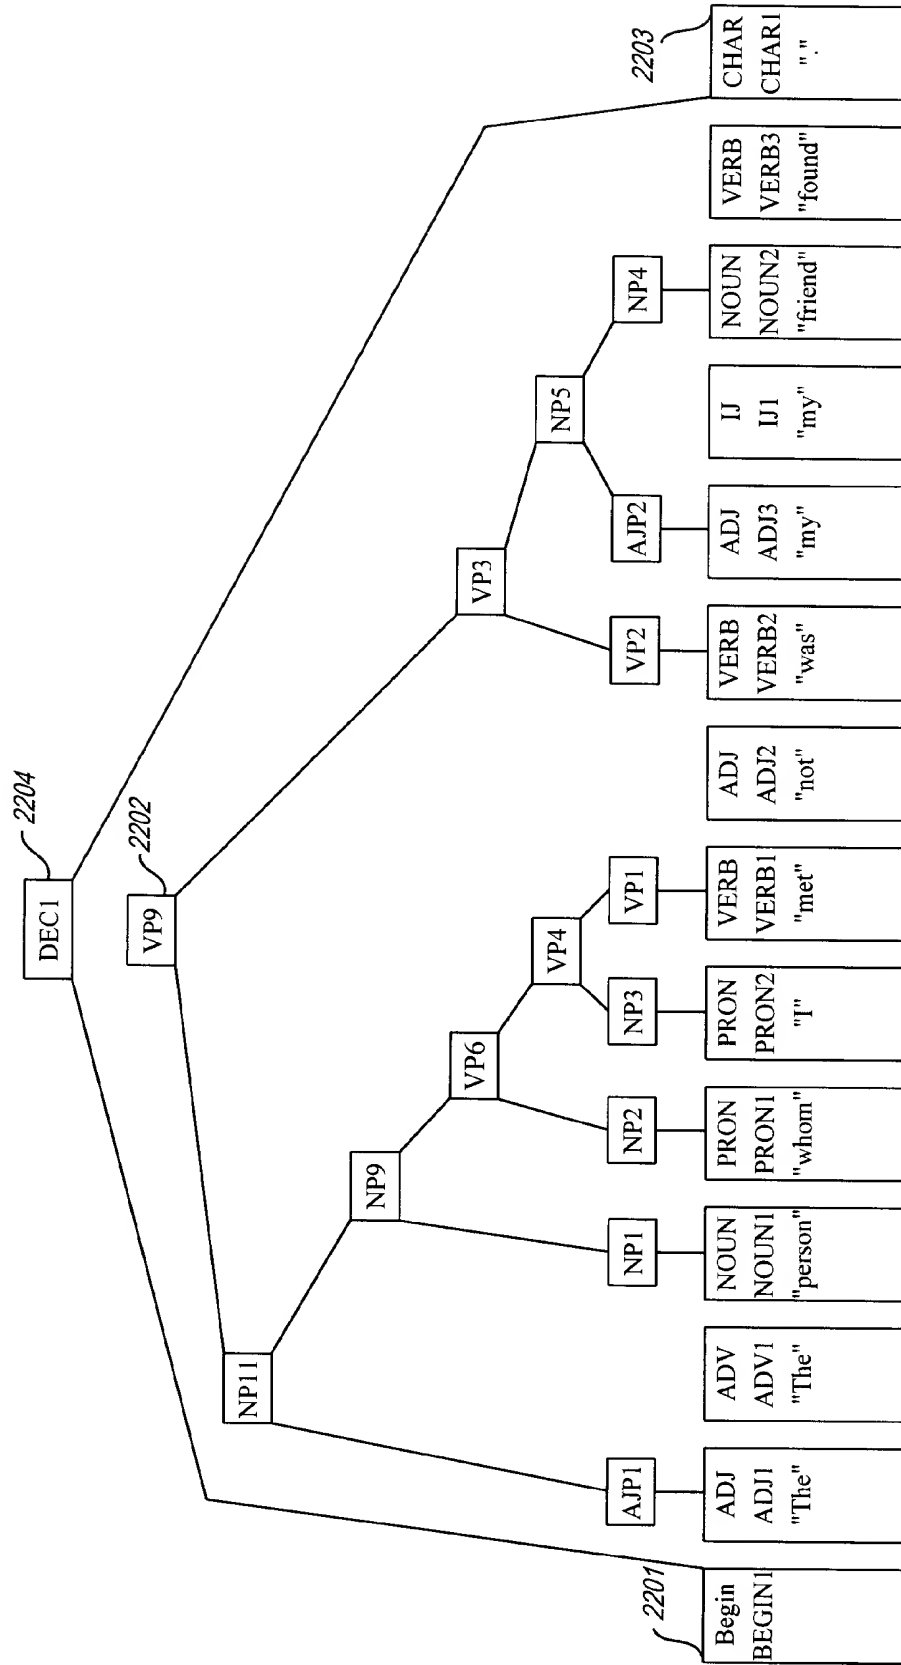 DEC1
2204
VP9
2202
NP11
NP9
VP6
VP3
VP4
NP5
AJP1
NP1
NP2
NP3
VP1
VP2
AJP2
NP4
2201
2203
Begin
BEGIN1
ADJ
ADJ1
"The"
ADV
ADV1
"The"
NOUN
NOUN1
"person"
PRON
PRON1
"whom"
PRON
PRON2
"I"
VERB
VERB1
"met"
ADJ
ADJ2
"not"
VERB
VERB2
"was"
ADJ
ADJ3
"my"
IJ
IJ1
"my"
NOUN
NOUN2
"friend"
VERB
VERB3
"found"
CHAR
CHAR1
"."